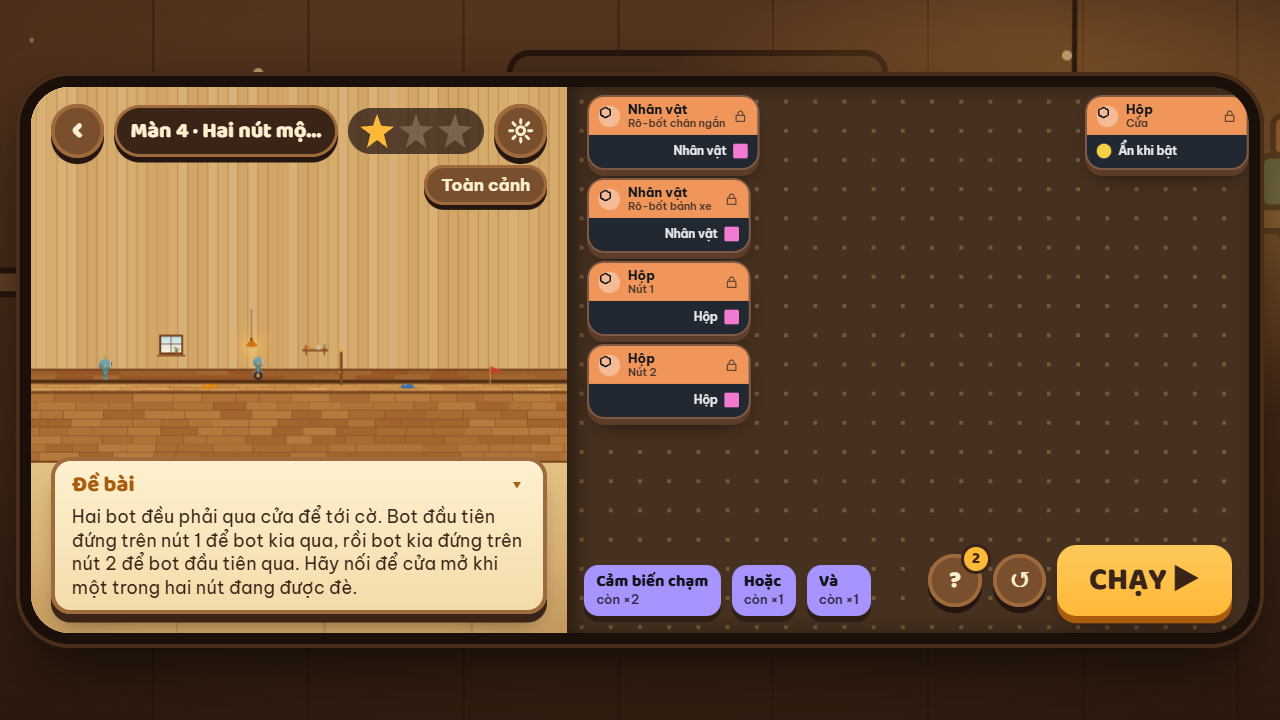 Màn 4 · Hai nút mộ...
Toàn cảnh
Đề bài
Hai bot đều phải qua cửa để tới cờ. Bot đầu tiên
đứng trên nút 1 để bot kia qua, rồi bot kia đứng trên
nút 2 để bot đầu tiên qua. Hãy nối để cửa mở khi
một trong hai nút đang được đè.
Nhân vật
Rô-bốt chân ngắn
Nhân vật
Nhân vật
Rô-bốt bánh xe
Nhân vật
Hộp
Nút 1
Hộp
Hộp
Nút 2
Hộp
Hộp
Cửa
Ẩn khi bật
Cảm biến chạm
còn ×2
Hoặc
còn ×1
Và
còn ×1
?
2
CHẠY